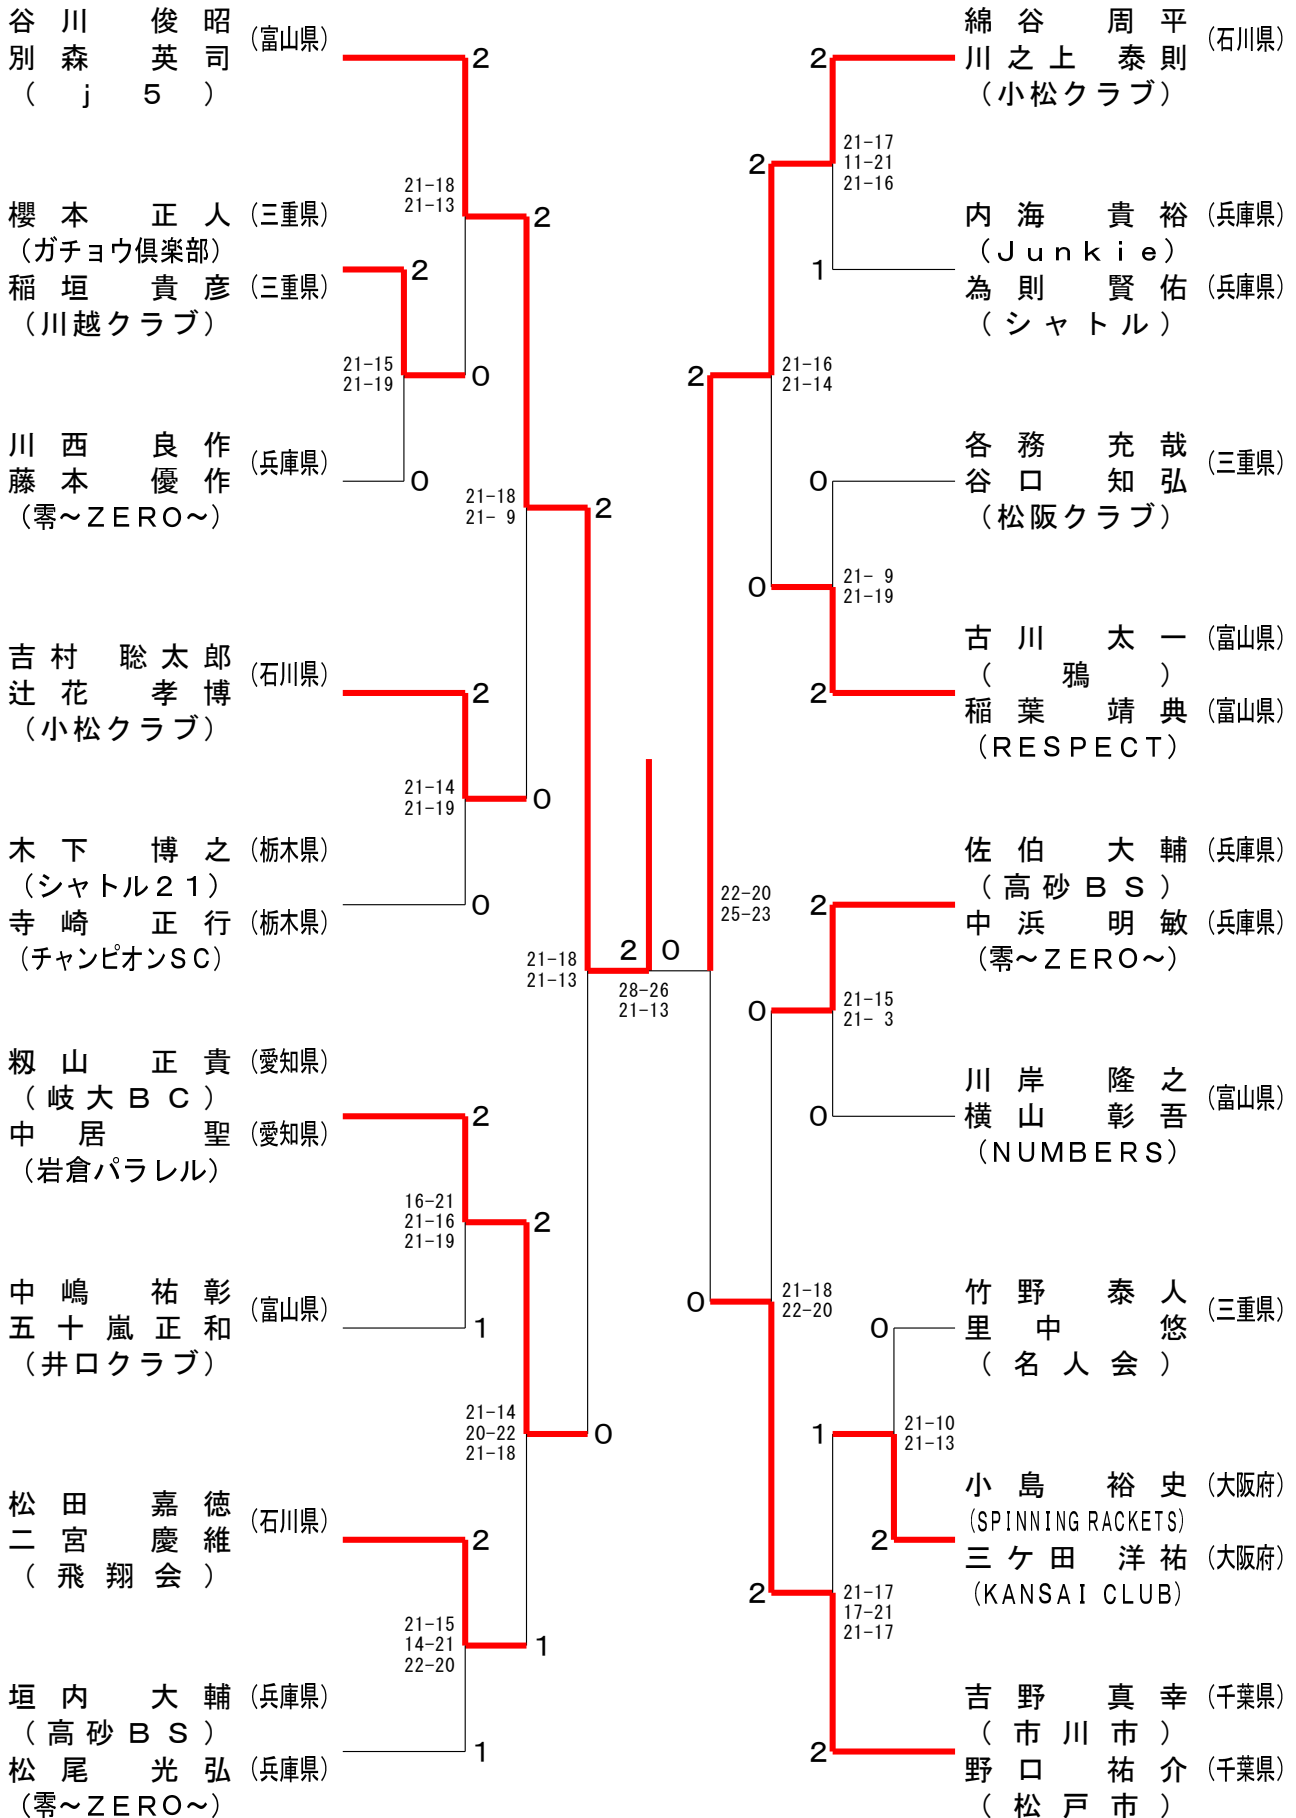 谷川 俊昭 (富山県)
別森 英司
(j5)
2
櫻本 正人 (三重県)
(ガチョウ倶楽部)
稲垣 貴彦 (三重県)
(川越クラブ)
2
21-18
21-13
2
21-15
21-19
0
川西 良作 (兵庫県)
藤本 優作
(零～ZERO～)
0
21-18
21- 9
2
吉村 聡太郎 (石川県)
辻花 孝博
(小松クラブ)
2
21-14
21-19
0
木下 博之 (栃木県)
(シャトル21)
寺崎 正行 (栃木県)
(チャンピオンSC)
0
21-18
21-13
2 0
28-26
21-13
籾山 正貴 (愛知県)
(岐大BC)
中居 聖 (愛知県)
(岩倉パラレル)
2
16-21
21-16
21-19
2
中嶋 祐彰 (富山県)
五十嵐正和
(井口クラブ)
1
21-14
20-22
21-18
0
松田 嘉徳 (石川県)
二宮 慶維
(飛翔会)
2
21-15
14-21
22-20
1
垣内 大輔 (兵庫県)
(高砂BS)
松尾 光弘 (兵庫県)
(零～ZERO～)
1
綿谷 周平 (石川県)
川之上 泰則
(小松クラブ)
2
21-17
11-21
21-16
2
内海 貴裕 (兵庫県)
(Junkie)
為則 賢佑 (兵庫県)
(シャトル)
1
21-16
21-14
2
各務 充哉 (三重県)
谷口 知弘
(松阪クラブ)
0
21- 9
21-19
0
古川 太一 (富山県)
(鴉)
稲葉 靖典 (富山県)
(RESPECT)
2
22-20
25-23
佐伯 大輔 (兵庫県)
(高砂BS)
中浜 明敏 (兵庫県)
(零～ZERO～)
2
21-15
21- 3
0
川岸 隆之 (富山県)
横山 彰吾
(NUMBERS)
0
21-18
22-20
0
竹野 泰人 (三重県)
里中 悠
(名人会)
0
21-10
21-13
1
小島 裕史 (大阪府)
(SPINNING RACKETS)
三ケ田 洋祐 (大阪府)
(KANSAI CLUB)
2
21-17
17-21
21-17
2
吉野 真幸 (千葉県)
(市川市)
野口 祐介 (千葉県)
(松戸市)
2